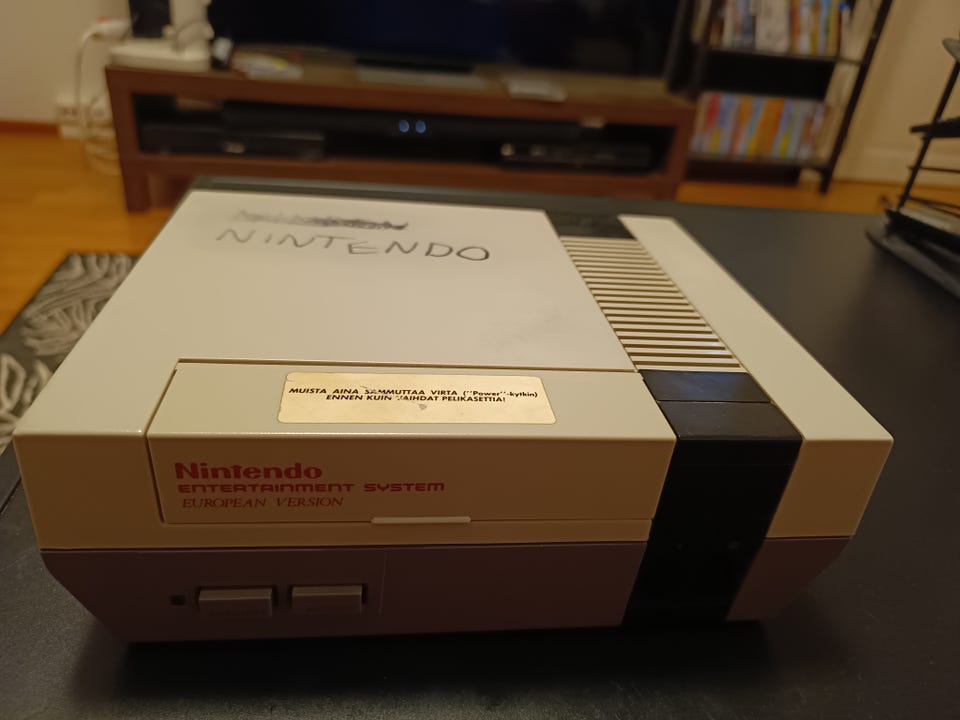 NINTENDO
MUISTA AINA SAMMUTTAA VIRTA ("Power"-kytkin)
ENNEN KUIN VAIHDAT PELIKASETTIA!
Nintendo
ENTERTAINMENT SYSTEM
EUROPEAN VERSION